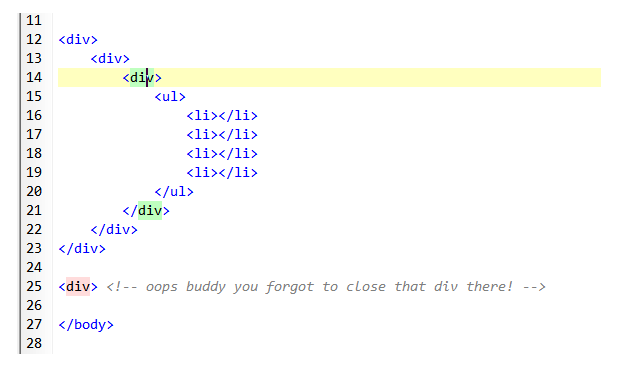 11
12 <div>
13     <div>
14         <div>
15             <ul>
16                 <li></li>
17                 <li></li>
18                 <li></li>
19                 <li></li>
20             </ul>
21         </div>
22     </div>
23 </div>
24
25 <div> <!-- oops buddy you forgot to close that div there! -->
26
27 </body>
28